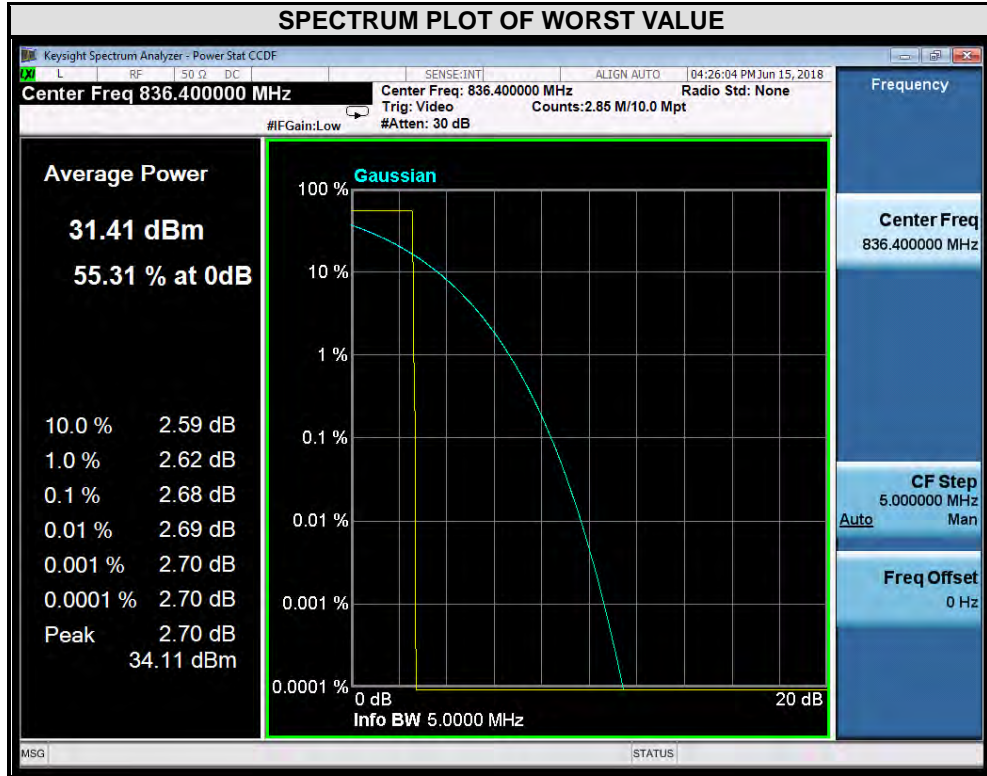 SPECTRUM PLOT OF WORST VALUE
Keysight Spectrum Analyzer - Power Stat CCDF
LXI L RF 50 Ω DC SENSE:INT ALIGN AUTO 04:26:04 PM Jun 15, 2018
Center Freq 836.400000 MHz
Center Freq: 836.400000 MHz Radio Std: None
Trig: Video Counts:2.85 M/10.0 Mpt
#IFGain:Low #Atten: 30 dB
Average Power
31.41 dBm
55.31 % at 0dB
10.0 % 2.59 dB
1.0 % 2.62 dB
0.1 % 2.68 dB
0.01 % 2.69 dB
0.001 % 2.70 dB
0.0001 % 2.70 dB
Peak 2.70 dB
34.11 dBm
Gaussian
100 %
10 %
1 %
0.1 %
0.01 %
0.001 %
0.0001 %
0 dB 20 dB
Info BW 5.0000 MHz
Frequency
Center Freq
836.400000 MHz
CF Step
5.000000 MHz
Auto Man
Freq Offset
0 Hz
MSG STATUS